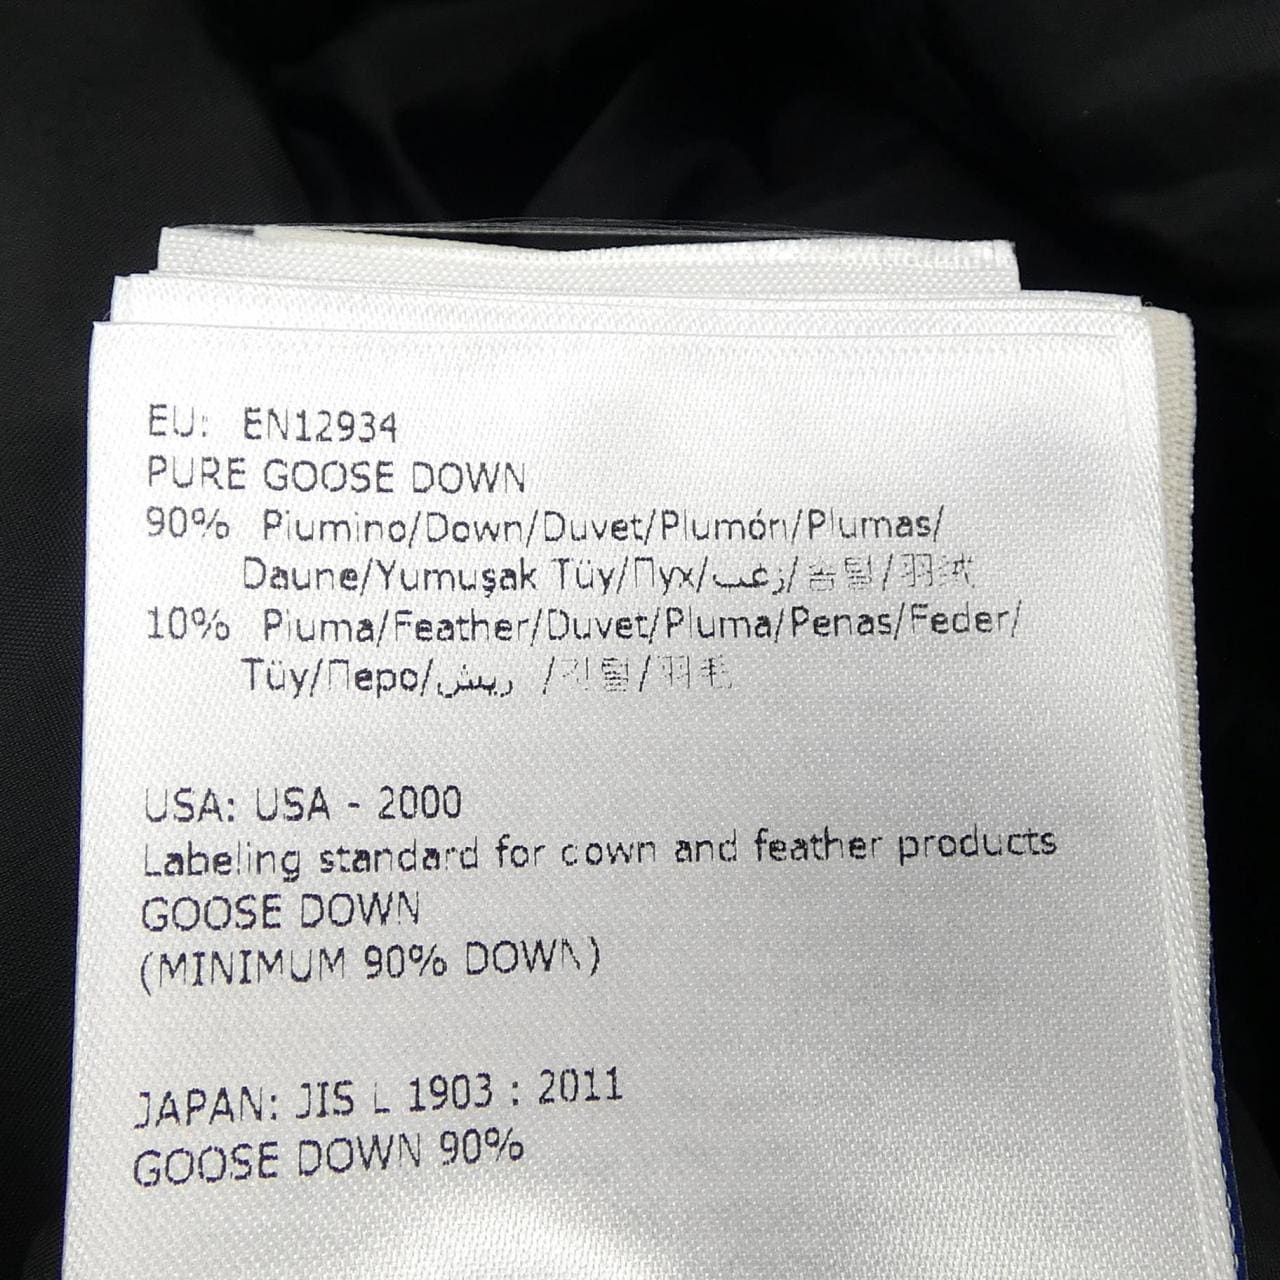 EU: EN12934
PURE GOOSE DOWN
90% Piumino/Down/Duvet/Plumón/Plumas/
Daune/Yumuşak Tüy/Пух/زغب/솜털/羽绒
10% Piuma/Feather/Duvet/Pluma/Penas/Feder/
Tüy/Перо/ريش /깃털/羽毛
USA: USA - 2000
Labeling standard for down and feather products
GOOSE DOWN
(MINIMUM 90% DOWN)
JAPAN: JIS L 1903 : 2011
GOOSE DOWN 90%